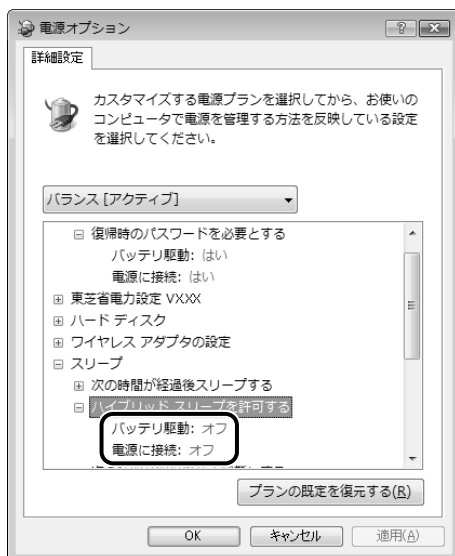 電源オプション
詳細設定
カスタマイズする電源プランを選択してから、お使いの
コンピュータで電源を管理する方法を反映している設定
を選択してください。
バランス [アクティブ]
復帰時のパスワードを必要とする
バッテリ駆動: はい
電源に接続: はい
東芝省電力設定 VXXX
ハード ディスク
ワイヤレス アダプタの設定
スリープ
次の時間が経過後スリープする
ハイブリッド スリープを許可する
バッテリ駆動: オフ
電源に接続: オフ
プランの既定を復元する(R)
OK
キャンセル
適用(A)